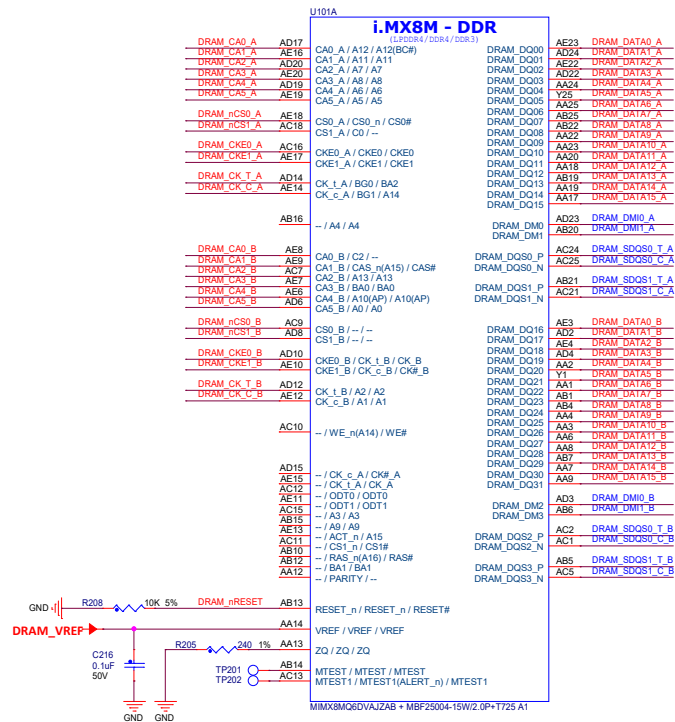 U101A
i.MX8M - DDR
(LPDDR4/DDR4/DDR3)
DRAM_CA0_A AD17 CA0_A / A12 / A12(BC#)
DRAM_CA1_A AE16 CA1_A / A11 / A11
DRAM_CA2_A AD20 CA2_A / A7 / A7
DRAM_CA3_A AE20 CA3_A / A8 / A8
DRAM_CA4_A AD19 CA4_A / A6 / A6
DRAM_CA5_A AE19 CA5_A / A5 / A5
DRAM_nCS0_A AE18 CS0_A / CS0_n / CS0#
DRAM_nCS1_A AC18 CS1_A / C0 / --
DRAM_CKE0_A AC16 CKE0_A / CKE0 / CKE0
DRAM_CKE1_A AE17 CKE1_A / CKE1 / CKE1
DRAM_CK_T_A AD14 CK_t_A / BG0 / BA2
DRAM_CK_C_A AE14 CK_c_A / BG1 / A14
AB16 -- / A4 / A4
DRAM_CA0_B AE8 CA0_B / C2 / --
DRAM_CA1_B AE9 CA1_B / CAS_n(A15) / CAS#
DRAM_CA2_B AC7 CA2_B / A13 / A13
DRAM_CA3_B AE7 CA3_B / BA0 / BA0
DRAM_CA4_B AE6 CA4_B / A10(AP) / A10(AP)
DRAM_CA5_B AD6 CA5_B / A0 / A0
DRAM_nCS0_B AC9 CS0_B / -- / --
DRAM_nCS1_B AD8 CS1_B / -- / --
DRAM_CKE0_B AD10 CKE0_B / CK_t_B / CK_B
DRAM_CKE1_B AE10 CKE1_B / CK_c_B / CK#_B
DRAM_CK_T_B AD12 CK_t_B / A2 / A2
DRAM_CK_C_B AE12 CK_c_B / A1 / A1
AC10 -- / WE_n(A14) / WE#
AD15 -- / CK_c_A / CK#_A
AE15 -- / CK_t_A / CK_A
AC12 -- / ODT0 / ODT0
AE11 -- / ODT1 / ODT1
AC15 -- / A3 / A3
AB15 -- / A9 / A9
AE13 -- / ACT_n / A15
AC11 -- / CS1_n / CS1#
AB10 -- / RAS_n(A16) / RAS#
AB12 -- / BA1 / BA1
AA12 -- / PARITY / --
GND R208 10K 5% DRAM_nRESET AB13 RESET_n / RESET_n / RESET#
DRAM_VREF AA14 VREF / VREF / VREF
R205 240 1% AA13 ZQ / ZQ / ZQ
C216
0.1uF
50V
TP201 AB14 MTEST / MTEST / MTEST
TP202 AC13 MTEST1 / MTEST1(ALERT_n) / MTEST1
GND GND
DRAM_DQ00 AE23 DRAM_DATA0_A
DRAM_DQ01 AD24 DRAM_DATA1_A
DRAM_DQ02 AE22 DRAM_DATA2_A
DRAM_DQ03 AD22 DRAM_DATA3_A
DRAM_DQ04 AA24 DRAM_DATA4_A
DRAM_DQ05 Y25 DRAM_DATA5_A
DRAM_DQ06 AA25 DRAM_DATA6_A
DRAM_DQ07 AB25 DRAM_DATA7_A
DRAM_DQ08 AB22 DRAM_DATA8_A
DRAM_DQ09 AA22 DRAM_DATA9_A
DRAM_DQ10 AA23 DRAM_DATA10_A
DRAM_DQ11 AA20 DRAM_DATA11_A
DRAM_DQ12 AA18 DRAM_DATA12_A
DRAM_DQ13 AB19 DRAM_DATA13_A
DRAM_DQ14 AA19 DRAM_DATA14_A
DRAM_DQ15 AA17 DRAM_DATA15_A
DRAM_DM0 AD23 DRAM_DMI0_A
DRAM_DM1 AB20 DRAM_DMI1_A
DRAM_DQS0_P AC24 DRAM_SDQS0_T_A
DRAM_DQS0_N AC25 DRAM_SDQS0_C_A
DRAM_DQS1_P AB21 DRAM_SDQS1_T_A
DRAM_DQS1_N AC21 DRAM_SDQS1_C_A
DRAM_DQ16 AE3 DRAM_DATA0_B
DRAM_DQ17 AD2 DRAM_DATA1_B
DRAM_DQ18 AE4 DRAM_DATA2_B
DRAM_DQ19 AD4 DRAM_DATA3_B
DRAM_DQ20 AA2 DRAM_DATA4_B
DRAM_DQ21 Y1 DRAM_DATA5_B
DRAM_DQ22 AA1 DRAM_DATA6_B
DRAM_DQ23 AB1 DRAM_DATA7_B
DRAM_DQ24 AB4 DRAM_DATA8_B
DRAM_DQ25 AA4 DRAM_DATA9_B
DRAM_DQ26 AA3 DRAM_DATA10_B
DRAM_DQ27 AA6 DRAM_DATA11_B
DRAM_DQ28 AA8 DRAM_DATA12_B
DRAM_DQ29 AB7 DRAM_DATA13_B
DRAM_DQ30 AA7 DRAM_DATA14_B
DRAM_DQ31 AA9 DRAM_DATA15_B
DRAM_DM2 AD3 DRAM_DMI0_B
DRAM_DM3 AB6 DRAM_DMI1_B
DRAM_DQS2_P AC2 DRAM_SDQS0_T_B
DRAM_DQS2_N AC1 DRAM_SDQS0_C_B
DRAM_DQS3_P AB5 DRAM_SDQS1_T_B
DRAM_DQS3_N AC5 DRAM_SDQS1_C_B
MIMX8MQ6DVAJZAB + MBF25004-15W/2.0P+T725 A1